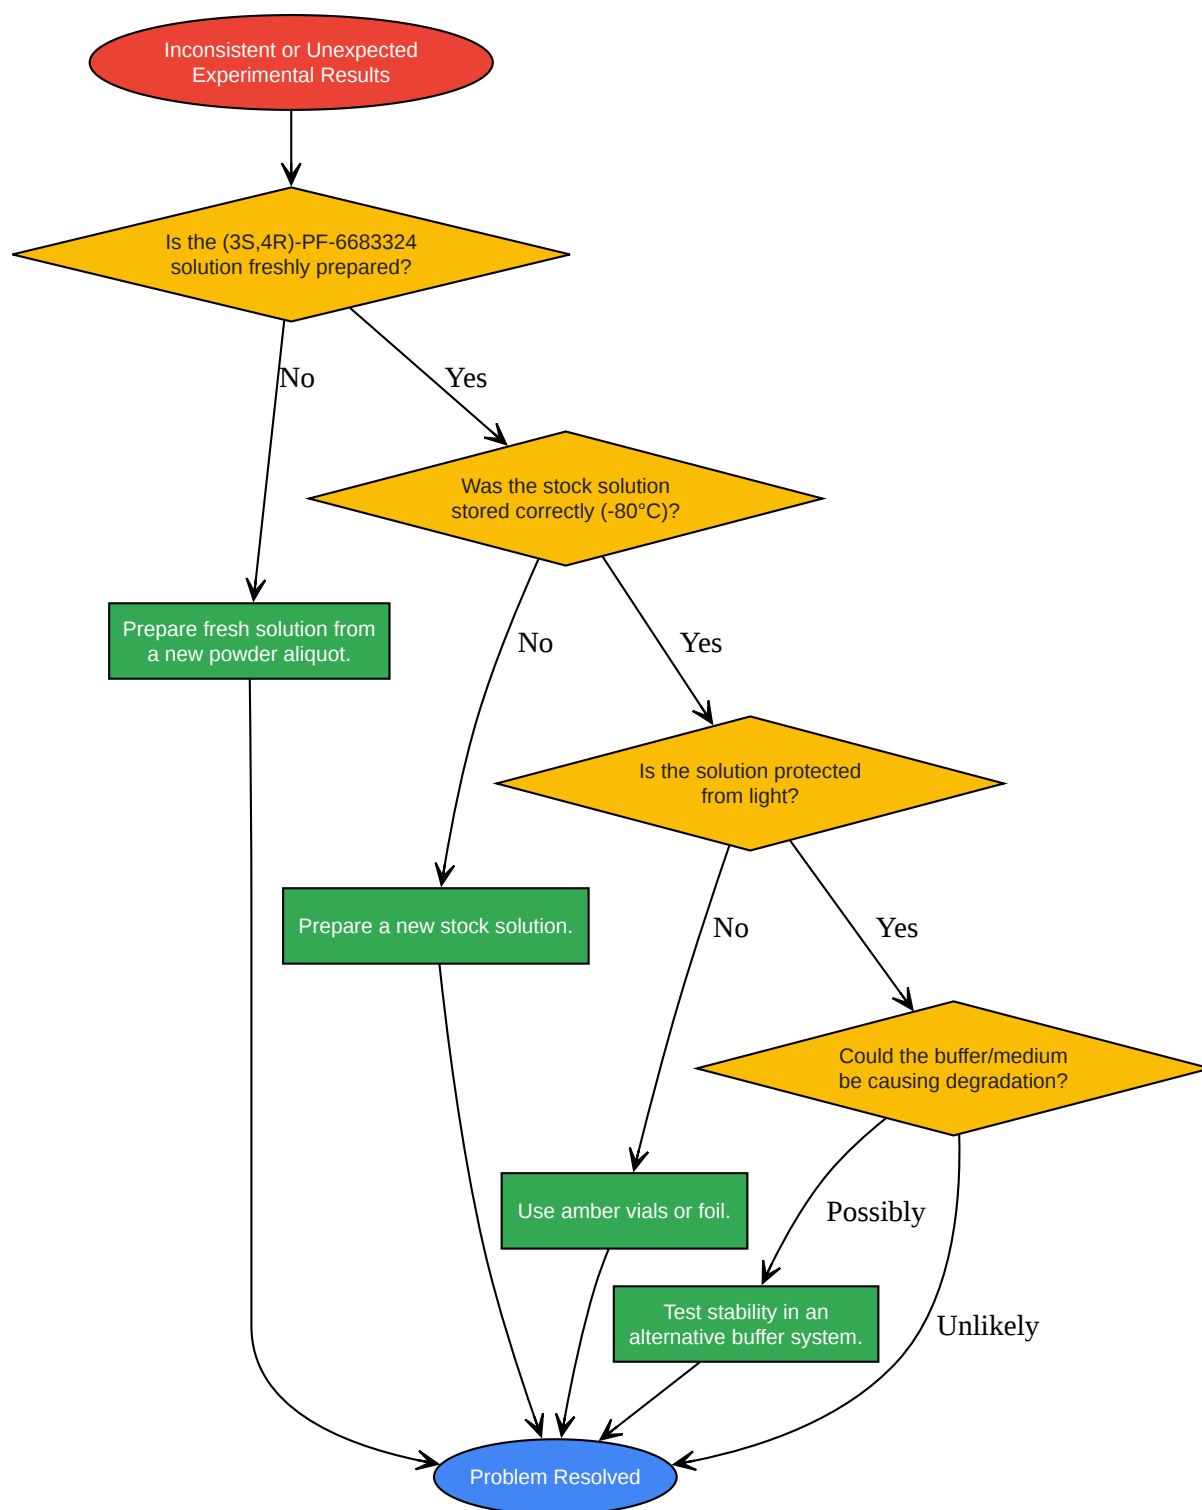 Inconsistent or Unexpected
Experimental Results
Is the (3S,4R)-PF-6683324
solution freshly prepared?
No
Yes
Was the stock solution
stored correctly (-80°C)?
Prepare fresh solution from
a new powder aliquot.
No
Yes
Is the solution protected
from light?
Prepare a new stock solution.
No
Yes
Could the buffer/medium
be causing degradation?
Use amber vials or foil.
Possibly
Test stability in an
alternative buffer system.
Unlikely
Problem Resolved